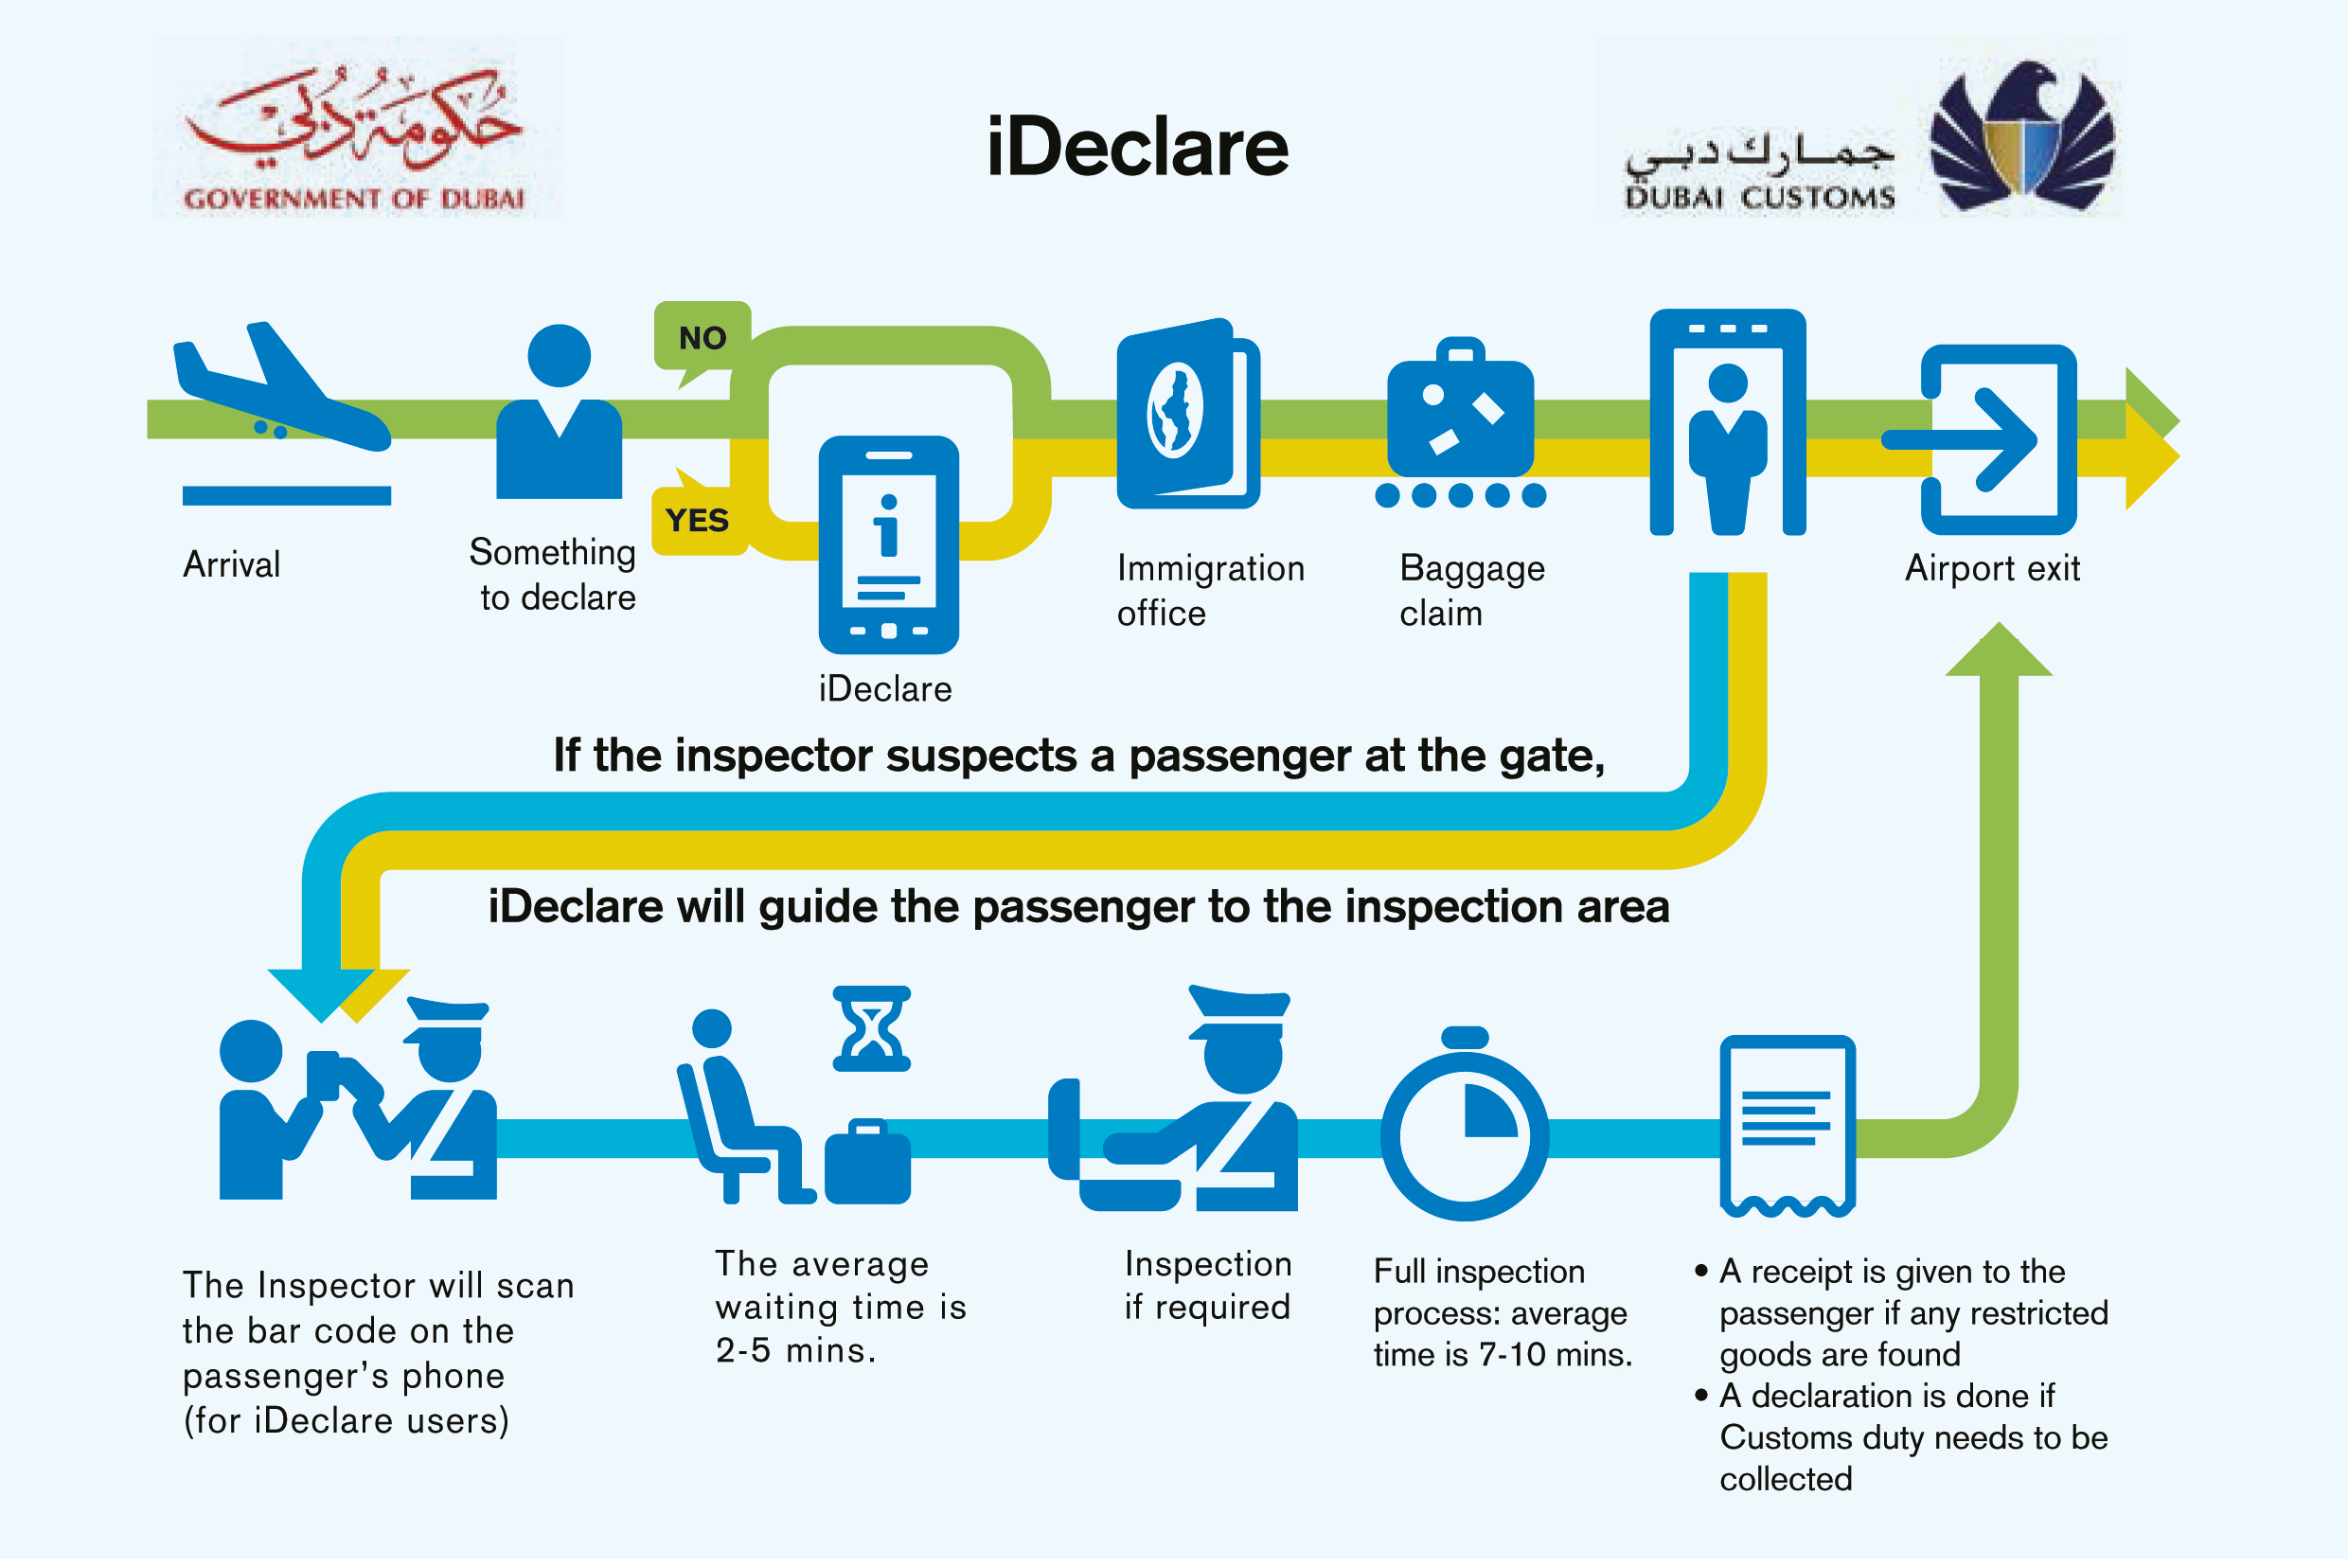 حكومة دبي
GOVERNMENT OF DUBAI
iDeclare
جمارك دبي
DUBAI CUSTOMS
NO
YES
Arrival
Something
to declare
iDeclare
Immigration
office
Baggage
claim
Airport exit
If the inspector suspects a passenger at the gate,
iDeclare will guide the passenger to the inspection area
The Inspector will scan
the bar code on the
passenger’s phone
(for iDeclare users)
The average
waiting time is
2-5 mins.
Inspection
if required
Full inspection
process: average
time is 7-10 mins.
• A receipt is given to the
passenger if any restricted
goods are found
• A declaration is done if
Customs duty needs to be
collected